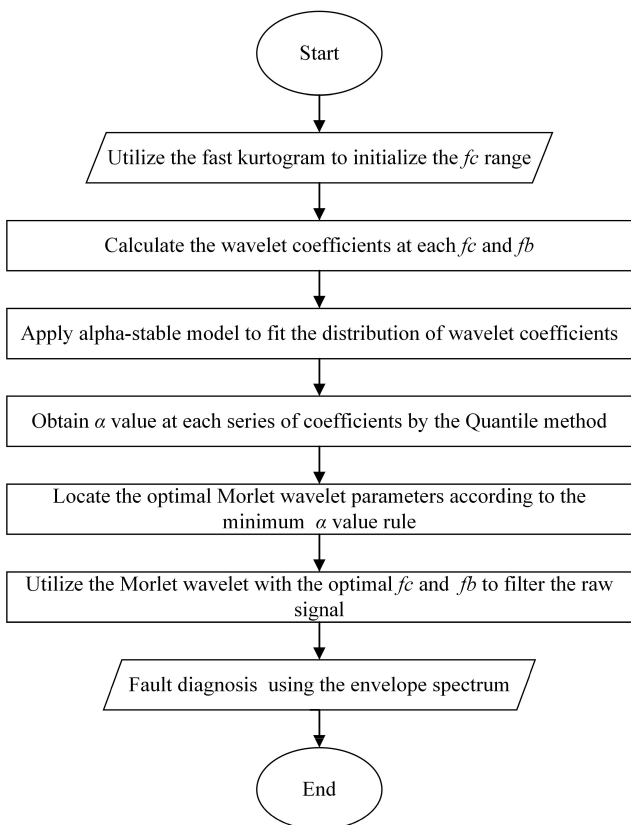 Start
Utilize the fast kurtogram to initialize the fc range
Calculate the wavelet coefficients at each fc and fb
Apply alpha-stable model to fit the distribution of wavelet coefficients
Obtain α value at each series of coefficients by the Quantile method
Locate the optimal Morlet wavelet parameters according to the
minimum α value rule
Utilize the Morlet wavelet with the optimal fc and fb to filter the raw
signal
Fault diagnosis using the envelope spectrum
End